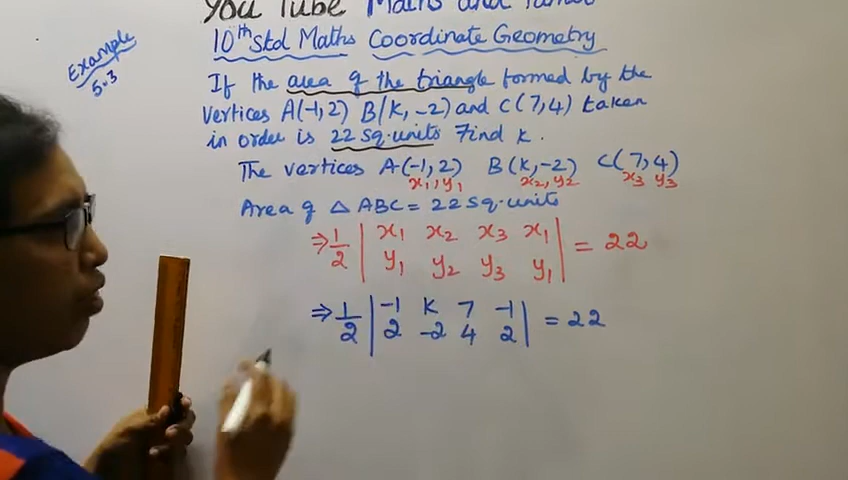 You Tube Maths and Tamil
10th Std Maths Coordinate Geometry
Example 5.3
If the area of the triangle formed by the
vertices A(-1,2) B(K,-2) and C(7,4) taken
in order is 22 sq.units Find K.
The vertices A(-1,2) B(K,-2) C(7,4)
x₁,y₁ x₂,y₂ x₃ y₃
Area of △ABC = 22 sq.units
⇒ 1/2 | x₁ x₂ x₃ x₁ | = 22
y₁ y₂ y₃ y₁
⇒ 1/2 | -1 K 7 -1 | = 22
2 -2 4 2